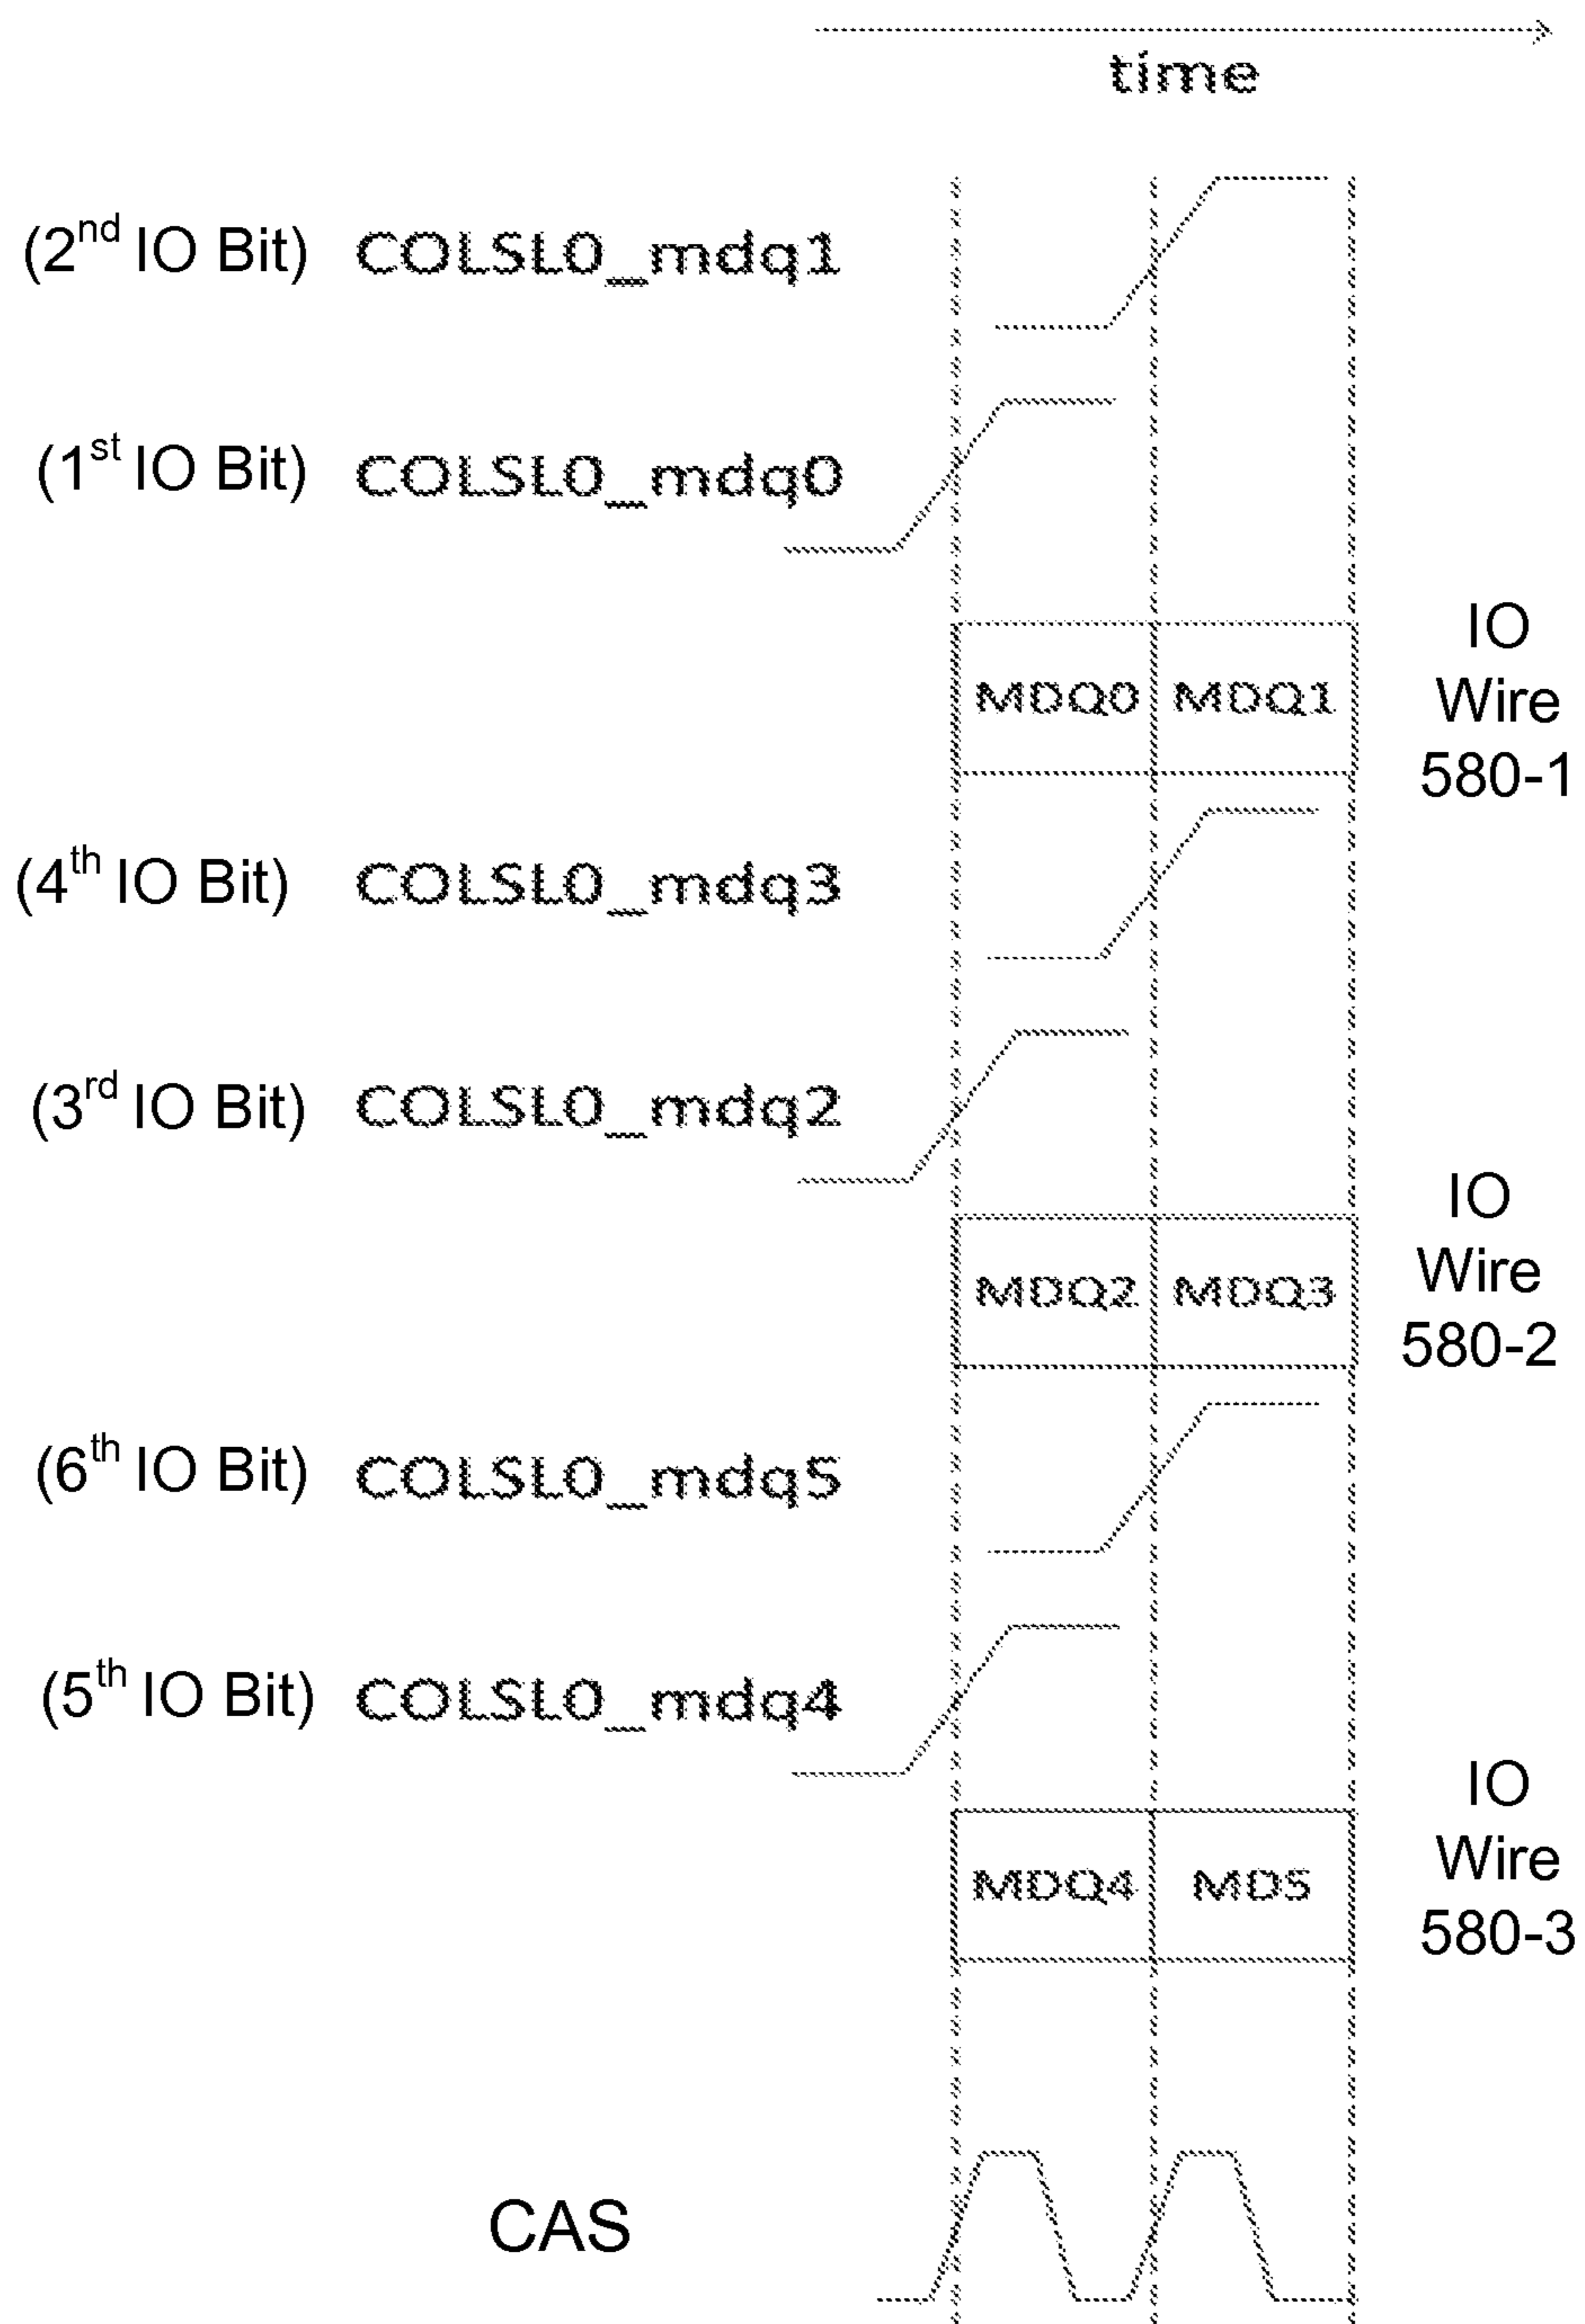 time
(2nd IO Bit) COLSL0_mdq1
(1st IO Bit) COLSL0_mdq0
IO
Wire
580-1
MDQ0 MDQ1
(4th IO Bit) COLSL0_mdq3
(3rd IO Bit) COLSL0_mdq2
IO
Wire
580-2
MDQ2 MDQ3
(6th IO Bit) COLSL0_mdq5
(5th IO Bit) COLSL0_mdq4
IO
Wire
580-3
MDQ4 MD5
CAS